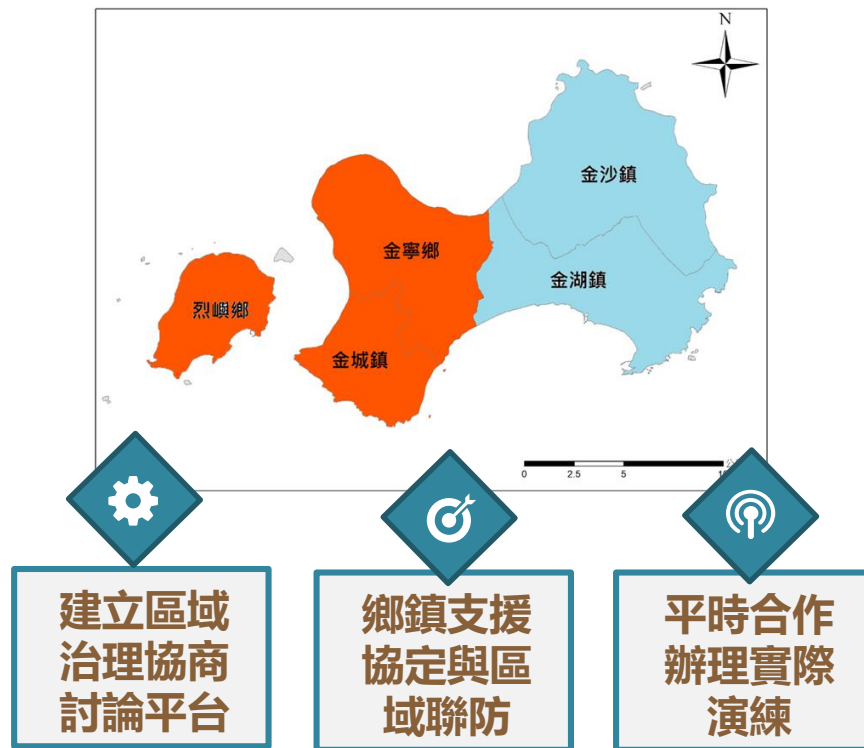 N
金沙鎮
金寧鄉
金湖鎮
烈嶼鄉
金城鎮
0 2.5 5
建立區域
治理協商
討論平台
鄉鎮支援
協定與區
域聯防
平時合作
辦理實際
演練